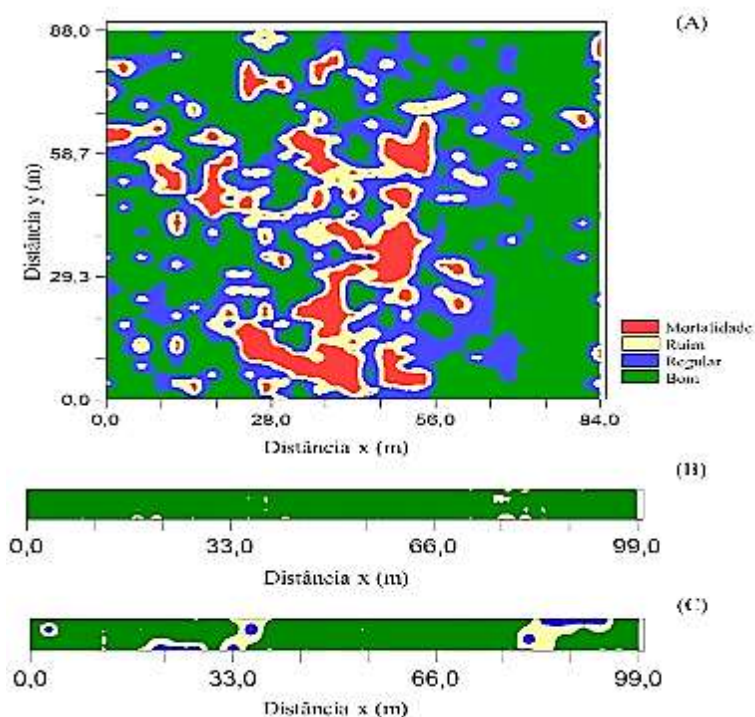 (A)
88,0
58,7
29,3
0,0
Distância y (m)
0,0 28,0 56,0 84,0
Distância x (m)
Mortalidade
Ruim
Regular
Bom
(B)
0,0 33,0 66,0 99,0
Distância x (m)
(C)
0,0 33,0 66,0 99,0
Distância x (m)